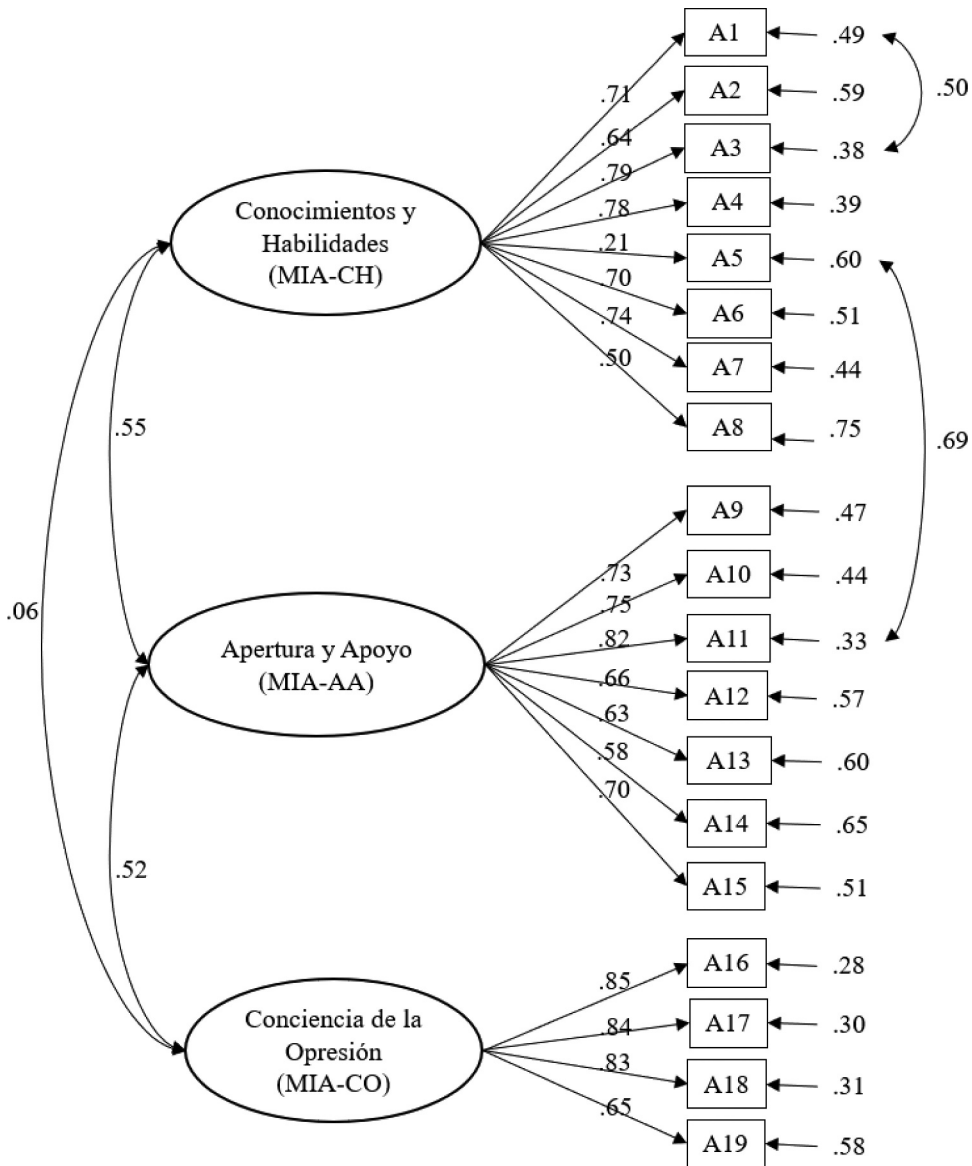 A1
.49
.50
.71
A2
.59
.64
A3
.38
.79
A4
.39
.78
A5
.60
.21
A6
.51
.70
A7
.44
.74
A8
.75
.50
Conocimientos y
Habilidades
(MIA-CH)
.55
.69
A9
.47
.73
A10
.44
.75
A11
.33
.82
A12
.57
.66
A13
.60
.63
A14
.65
.58
A15
.51
.70
.06
Apertura y Apoyo
(MIA-AA)
.52
A16
.28
.85
A17
.30
.84
A18
.31
.83
A19
.58
.65
Conciencia de la
Opresión
(MIA-CO)